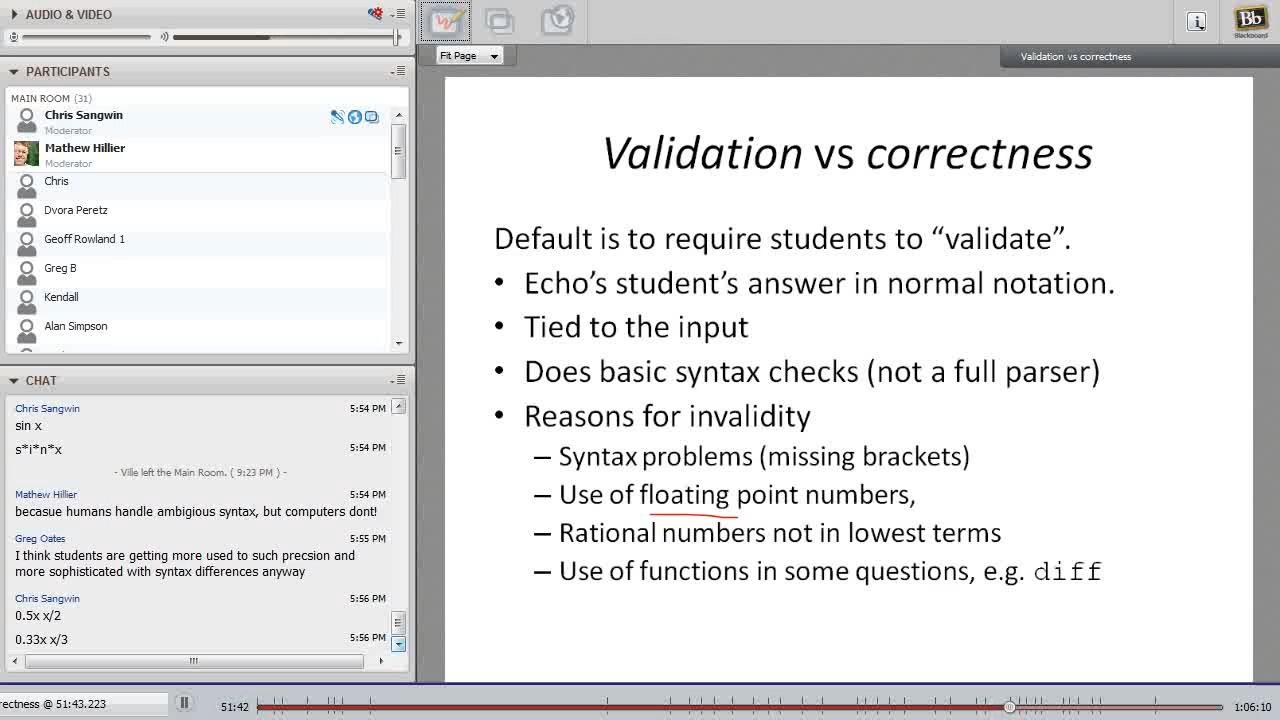 AUDIO & VIDEO
PARTICIPANTS
MAIN ROOM (31)
Chris Sangwin
Moderator
Mathew Hillier
Moderator
Chris
Dvora Peretz
Geoff Rowland 1
Greg B
Kendall
Alan Simpson
CHAT
Chris Sangwin 5:54 PM
sin x
s*i*n*x 5:54 PM
- Ville left the Main Room. ( 9:23 PM ) -
Mathew Hillier 5:54 PM
becasue humans handle ambigious syntax, but computers dont!
Greg Oates 5:55 PM
I think students are getting more used to such precsion and
more sophisticated with syntax differences anyway
Chris Sangwin 5:56 PM
0.5x x/2
0.33x x/3 5:56 PM
Bb
Blackboard
Fit Page
Validation vs correctness
Validation vs correctness
Default is to require students to “validate”.
• Echo’s student’s answer in normal notation.
• Tied to the input
• Does basic syntax checks (not a full parser)
• Reasons for invalidity
– Syntax problems (missing brackets)
– Use of floating point numbers,
– Rational numbers not in lowest terms
– Use of functions in some questions, e.g. diff
rectness @ 51:43.223
51:42
1:06:10